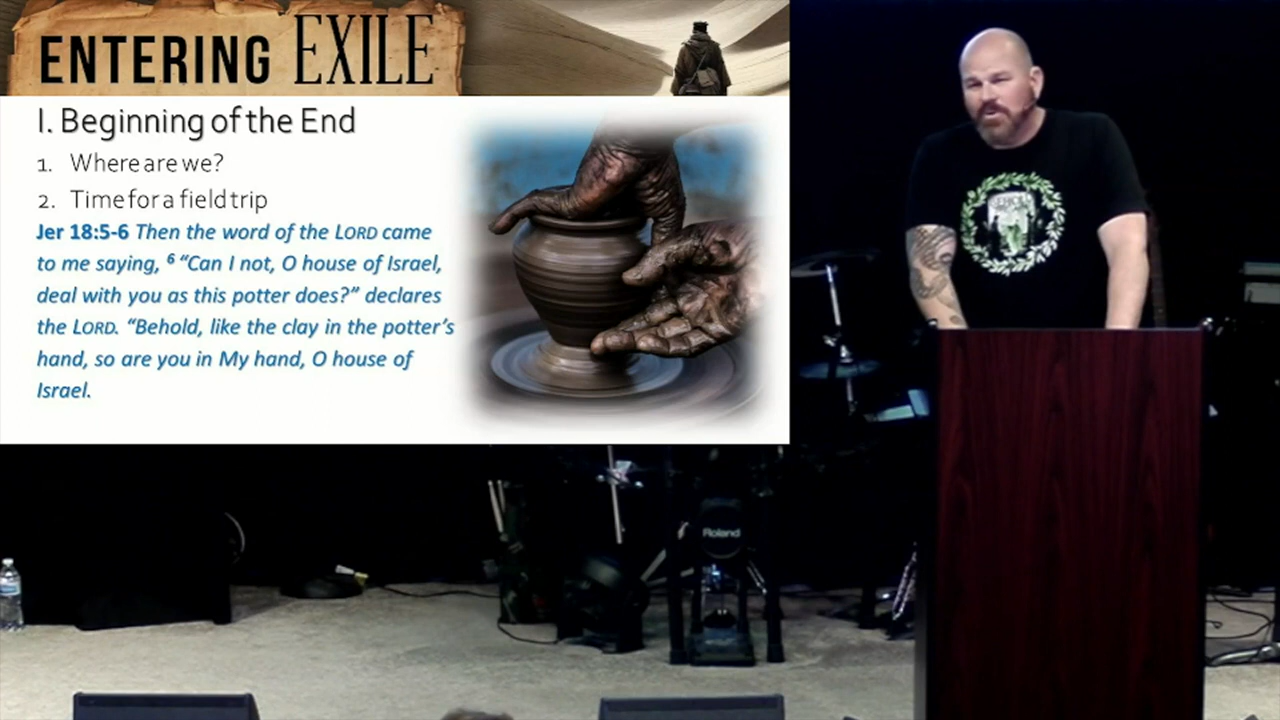 ENTERING EXILE
I. Beginning of the End
1. Where are we?
2. Time for a field trip
Jer 18:5-6 Then the word of the LORD came
to me saying, 6 “Can I not, O house of Israel,
deal with you as this potter does?” declares
the LORD. “Behold, like the clay in the potter’s
hand, so are you in My hand, O house of
Israel.
Roland